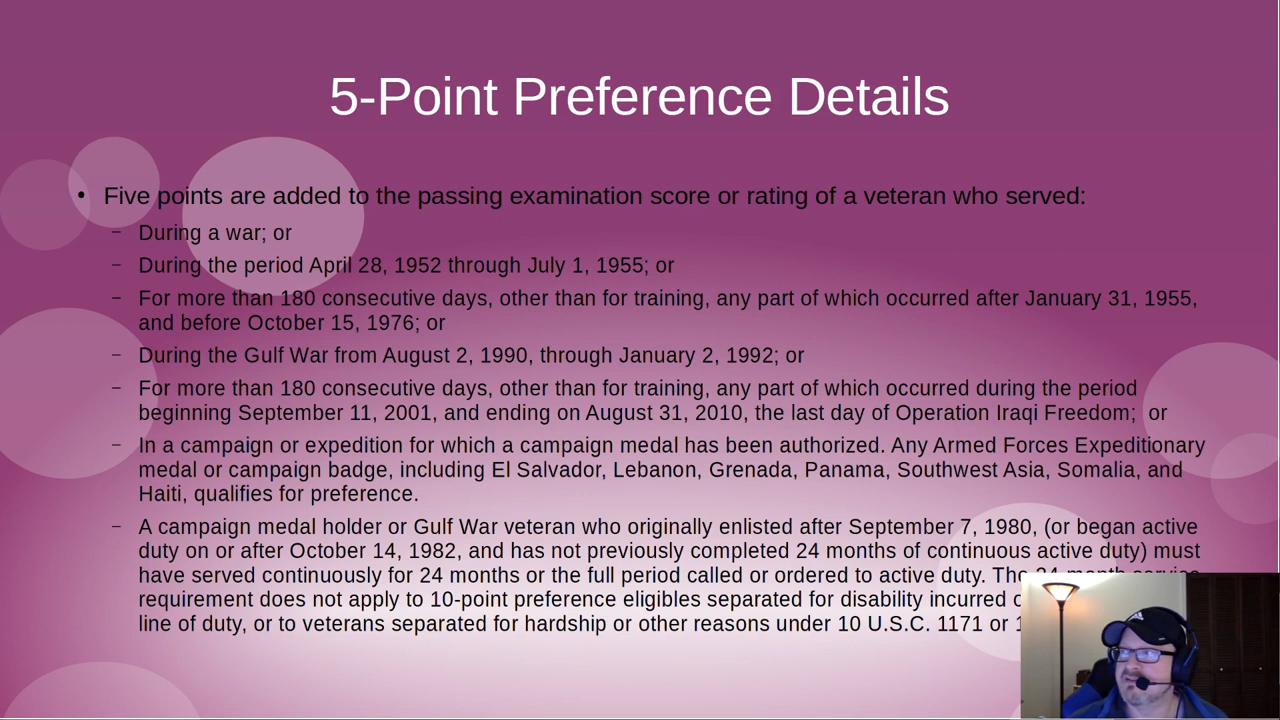 5-Point Preference Details
• Five points are added to the passing examination score or rating of a veteran who served:
– During a war; or
– During the period April 28, 1952 through July 1, 1955; or
– For more than 180 consecutive days, other than for training, any part of which occurred after January 31, 1955,
and before October 15, 1976; or
– During the Gulf War from August 2, 1990, through January 2, 1992; or
– For more than 180 consecutive days, other than for training, any part of which occurred during the period
beginning September 11, 2001, and ending on August 31, 2010, the last day of Operation Iraqi Freedom; or
– In a campaign or expedition for which a campaign medal has been authorized. Any Armed Forces Expeditionary
medal or campaign badge, including El Salvador, Lebanon, Grenada, Panama, Southwest Asia, Somalia, and
Haiti, qualifies for preference.
– A campaign medal holder or Gulf War veteran who originally enlisted after September 7, 1980, (or began active
duty on or after October 14, 1982, and has not previously completed 24 months of continuous active duty) must
have served continuously for 24 months or the full period called or ordered to active duty. The 24-month service
requirement does not apply to 10-point preference eligibles separated for disability incurred
line of duty, or to veterans separated for hardship or other reasons under 10 U.S.C. 1171 or